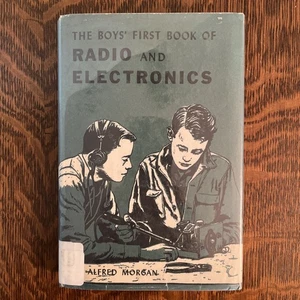 THE BOYS' FIRST BOOK OF
RADIO AND
ELECTRONICS
ALFRED MORGAN